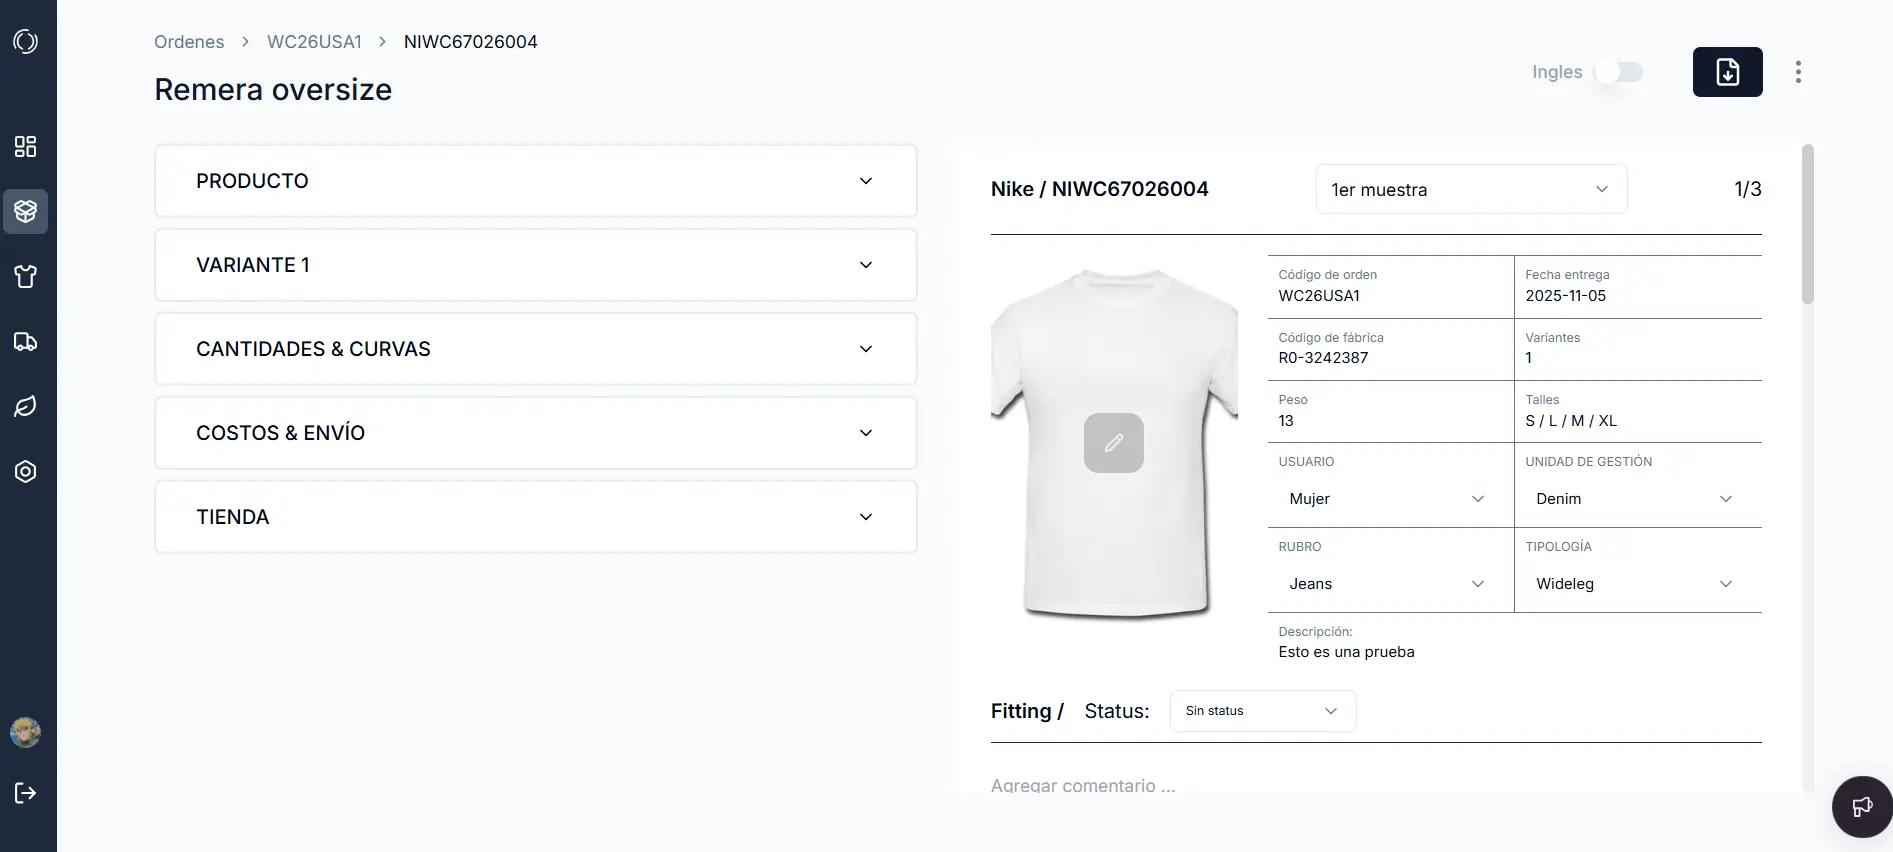 Ordenes > WC26USA1 > NIWC67026004
Remera oversize
Ingles
PRODUCTO
VARIANTE 1
CANTIDADES & CURVAS
COSTOS & ENVÍO
TIENDA
Nike / NIWC67026004
1er muestra
1/3
Código de orden
WC26USA1
Fecha entrega
2025-11-05
Código de fábrica
R0-3242387
Variantes
1
Peso
13
Talles
S / L / M / XL
USUARIO
Mujer
UNIDAD DE GESTIÓN
Denim
RUBRO
Jeans
TIPOLOGÍA
Wideleg
Descripción:
Esto es una prueba
Fitting / Status: Sin status
Agregar comentario ...